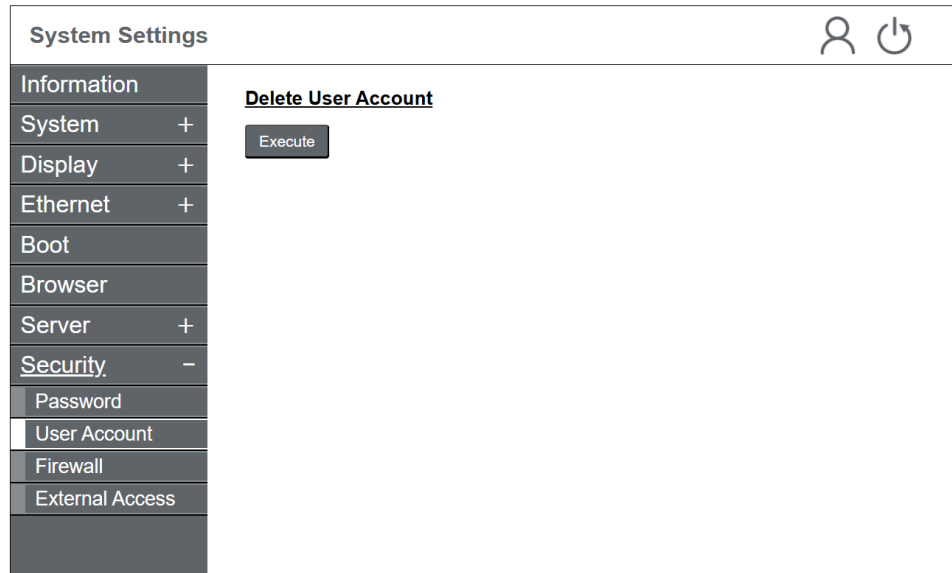 System Settings
Information
System +
Display +
Ethernet +
Boot
Browser
Server +
Security -
Password
User Account
Firewall
External Access
Delete User Account
Execute